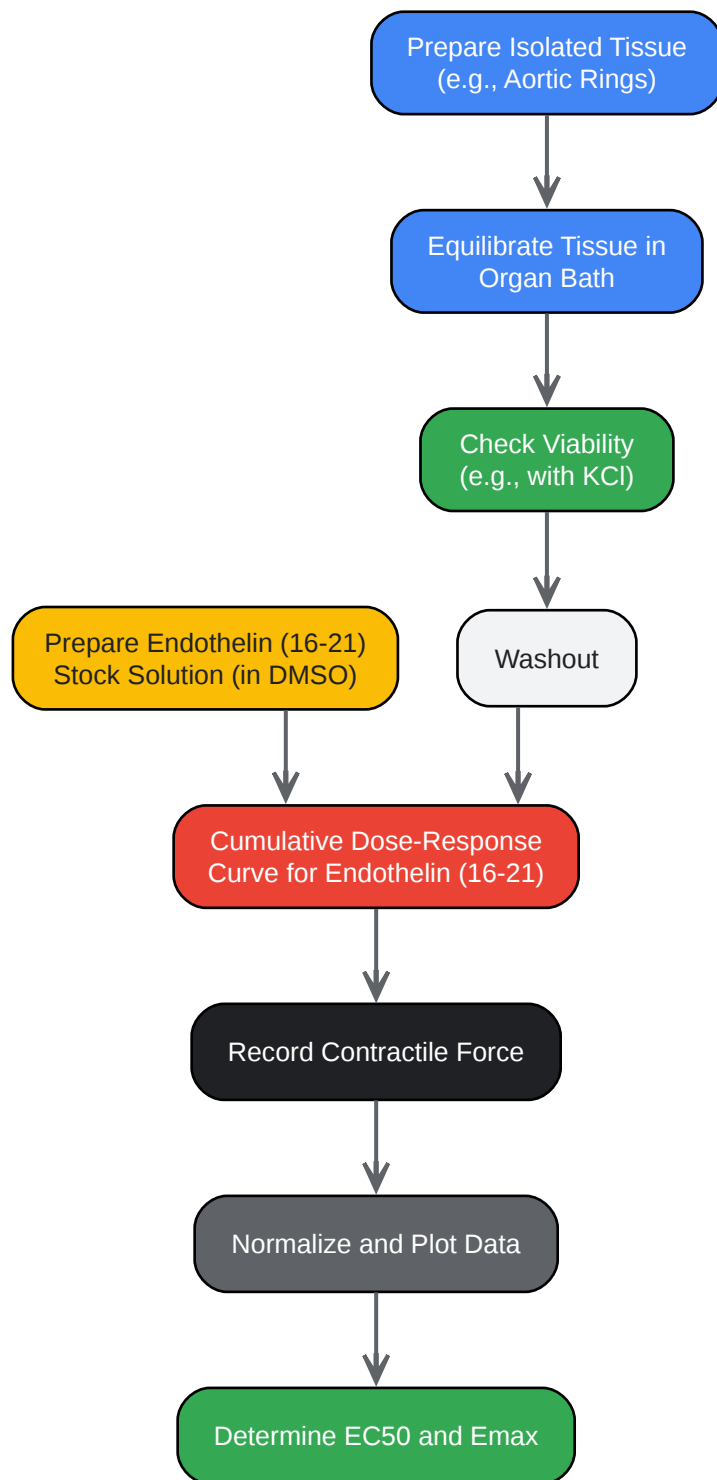 Prepare Isolated Tissue
(e.g., Aortic Rings)
Equilibrate Tissue in
Organ Bath
Check Viability
(e.g., with KCl)
Prepare Endothelin (16-21)
Stock Solution (in DMSO)
Washout
Cumulative Dose-Response
Curve for Endothelin (16-21)
Record Contractile Force
Normalize and Plot Data
Determine EC50 and Emax